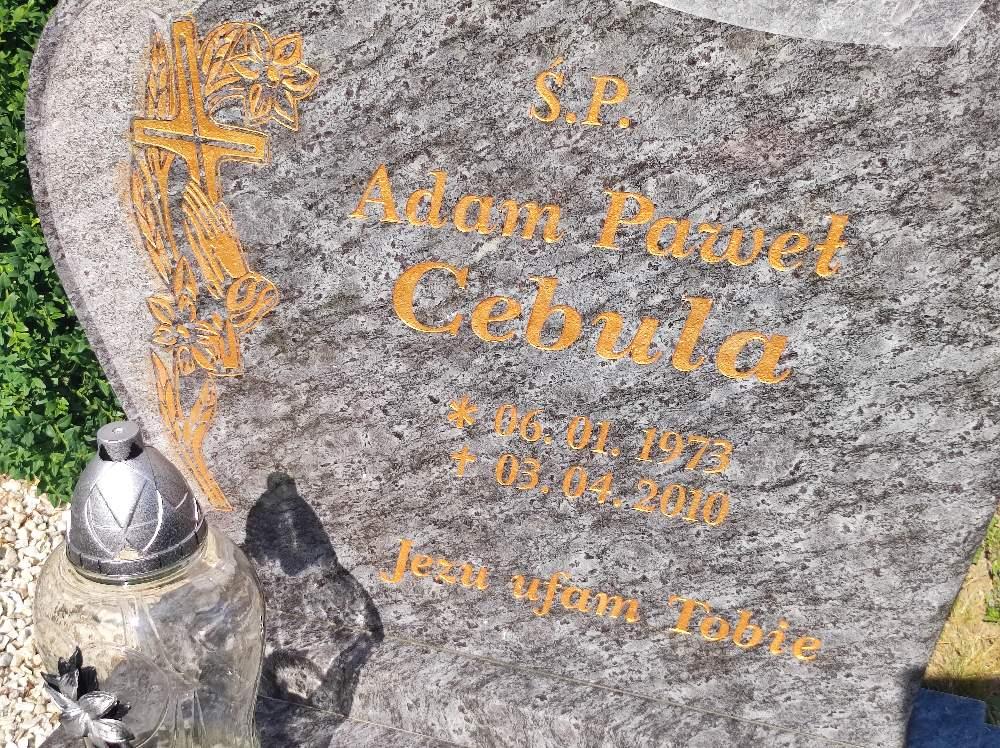 Ś.P.
Adam Paweł
Cebula
* 06. 01. 1973
† 03. 04. 2010
Jezu ufam Tobie